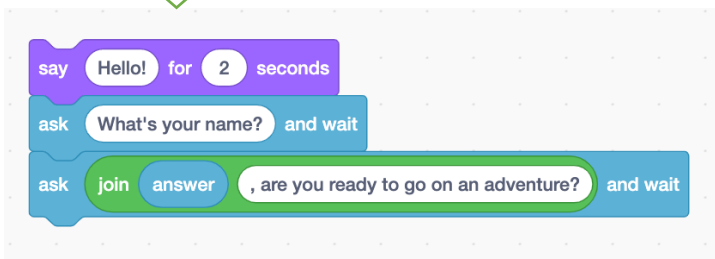 say Hello! for 2 seconds
ask What's your name? and wait
ask join answer , are you ready to go on an adventure? and wait